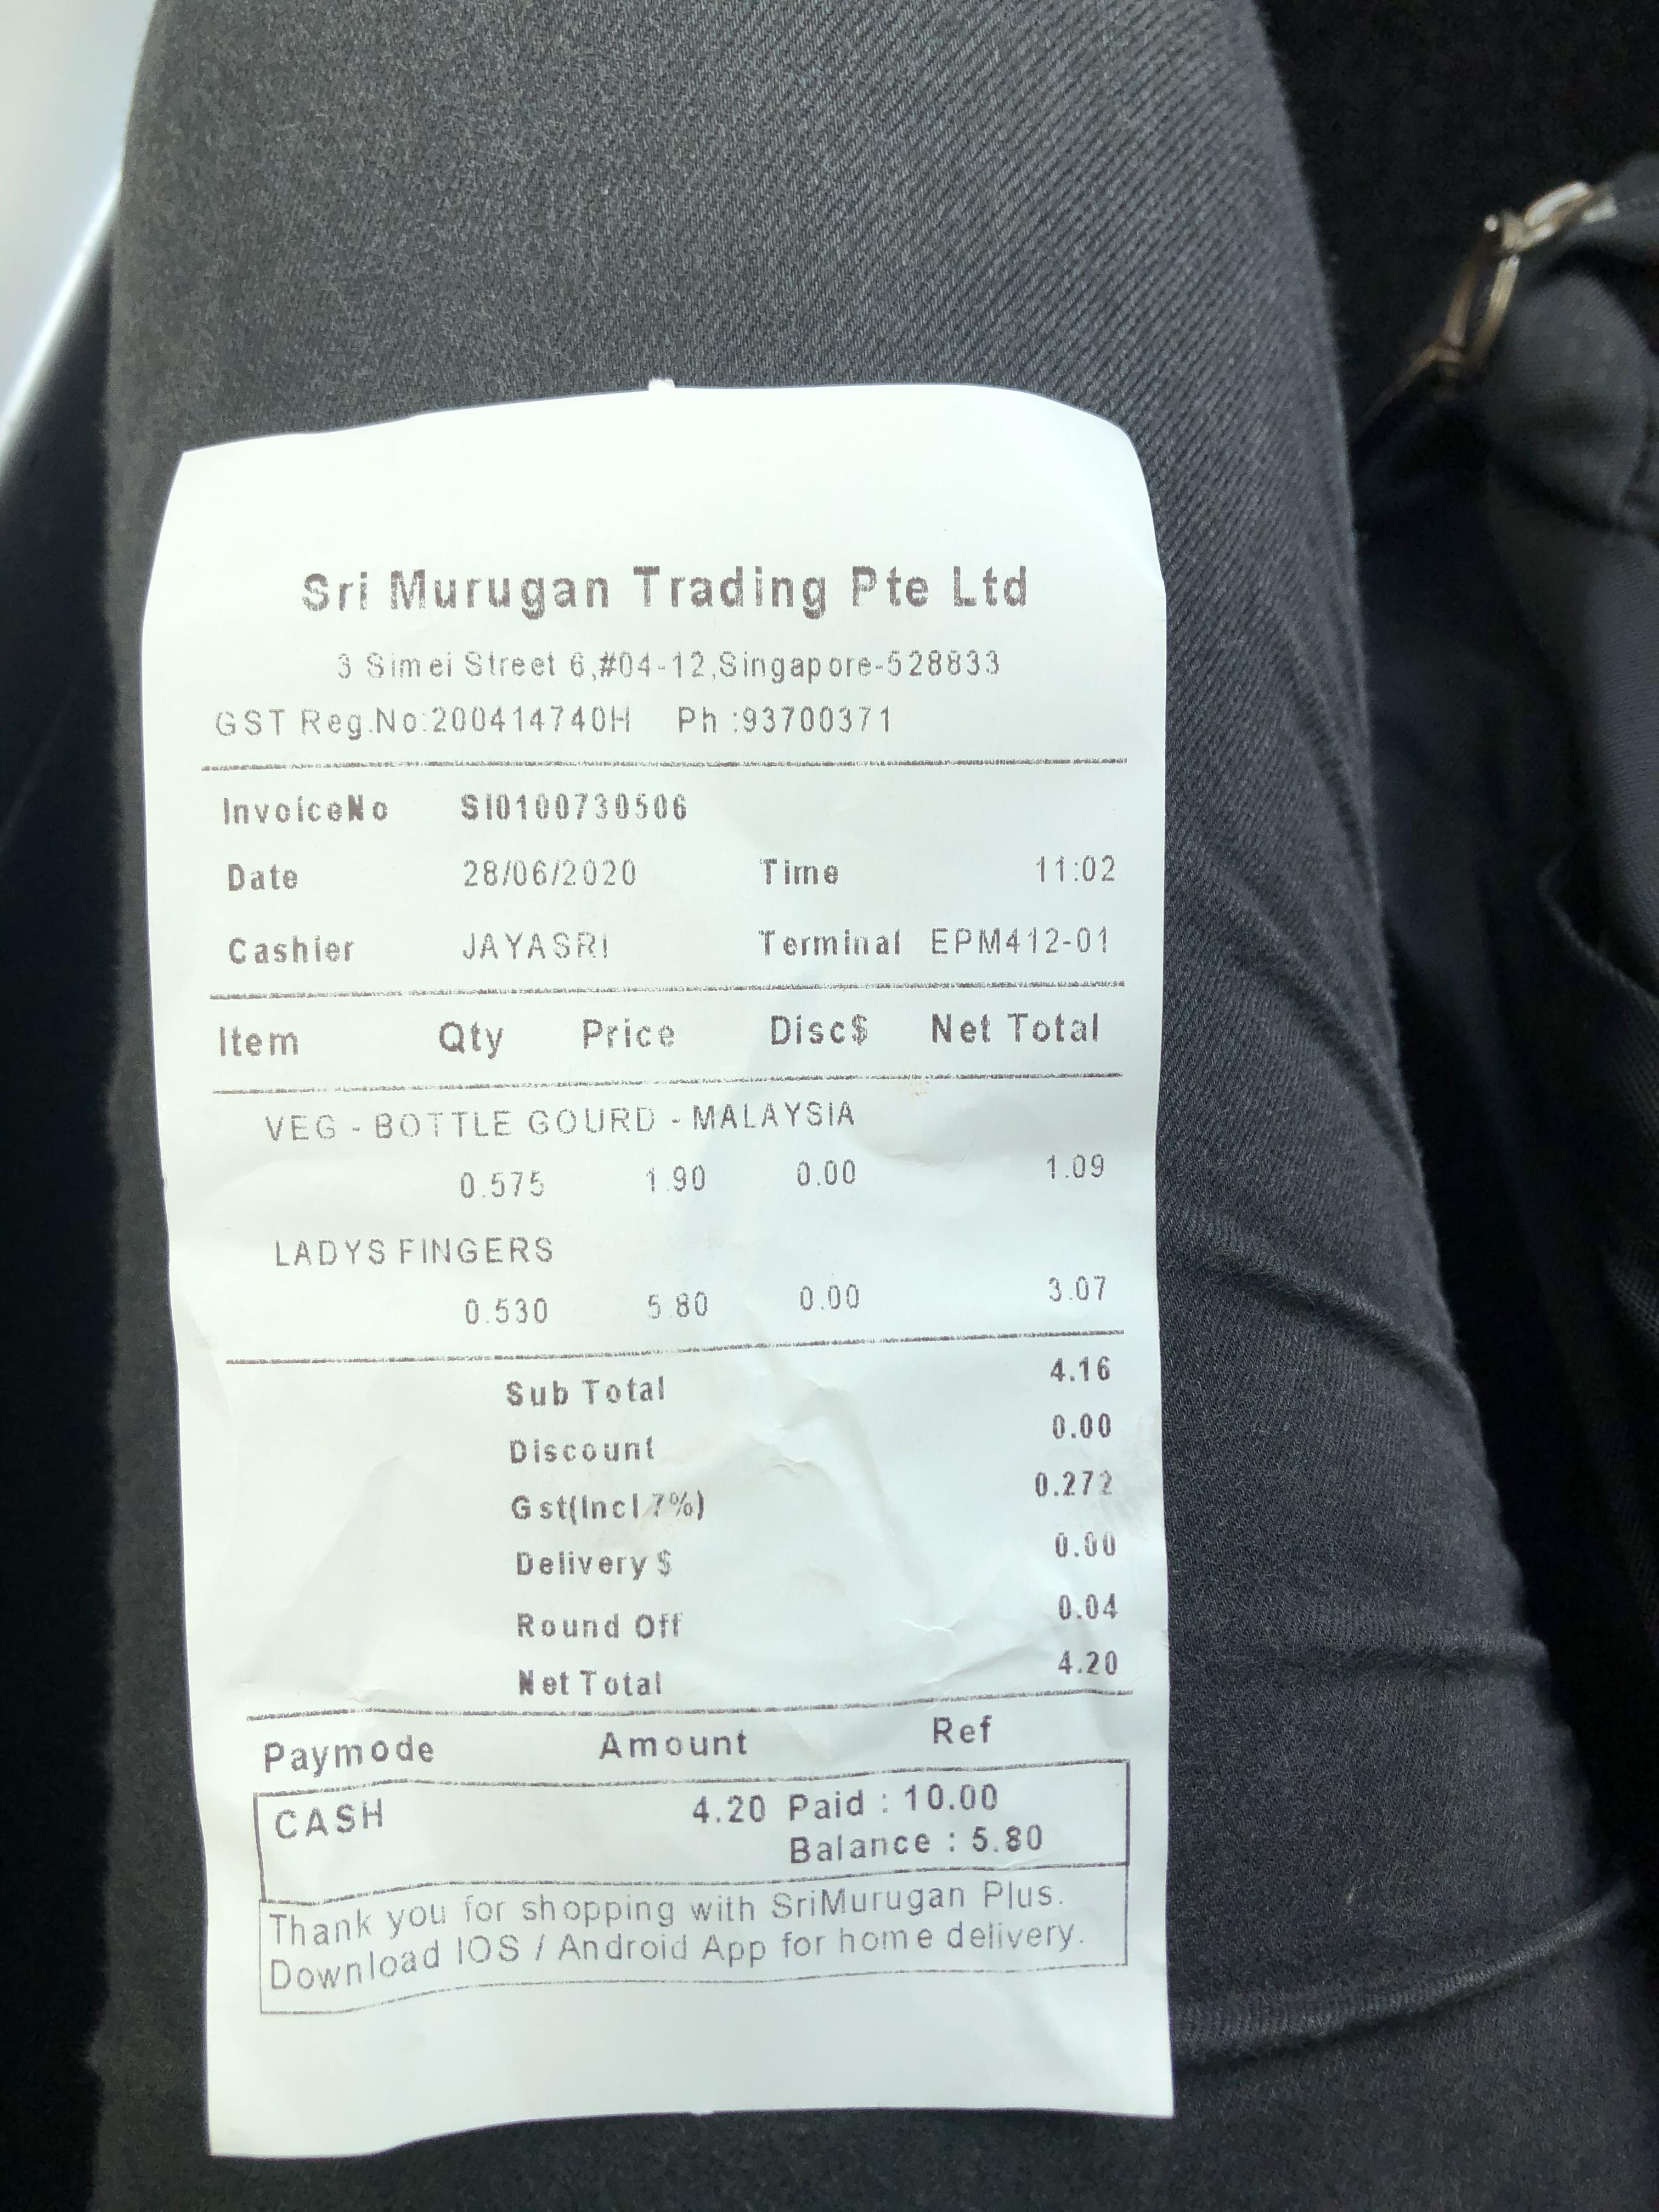 Sri Murugan Trading Pte Ltd
3 Simei Street 6,#04-12,Singapore-528833
GST Reg.No:200414740H Ph :93700371
InvoiceNo SI0100730506
Date 28/06/2020 Time 11:02
Cashier JAYASRI Terminal EPM412-01
Item Qty Price Disc$ Net Total
VEG - BOTTLE GOURD - MALAYSIA
0.575 1.90 0.00 1.09
LADYS FINGERS
0.530 5.80 0.00 3.07
Sub Total 4.16
Discount 0.00
Gst(Incl 7%) 0.272
Delivery $ 0.00
Round Off 0.04
Net Total 4.20
Paymode Amount Ref
CASH 4.20 Paid : 10.00
Balance : 5.80
Thank you for shopping with SriMurugan Plus.
Download IOS / Android App for home delivery.